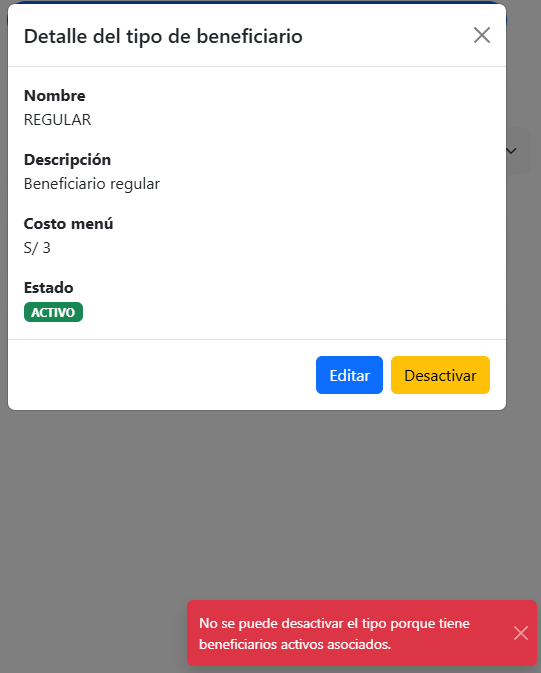 Detalle del tipo de beneficiario
Nombre
REGULAR
Descripción
Beneficiario regular
Costo menú
S/ 3
Estado
ACTIVO
Editar
Desactivar
No se puede desactivar el tipo porque tiene
beneficiarios activos asociados.